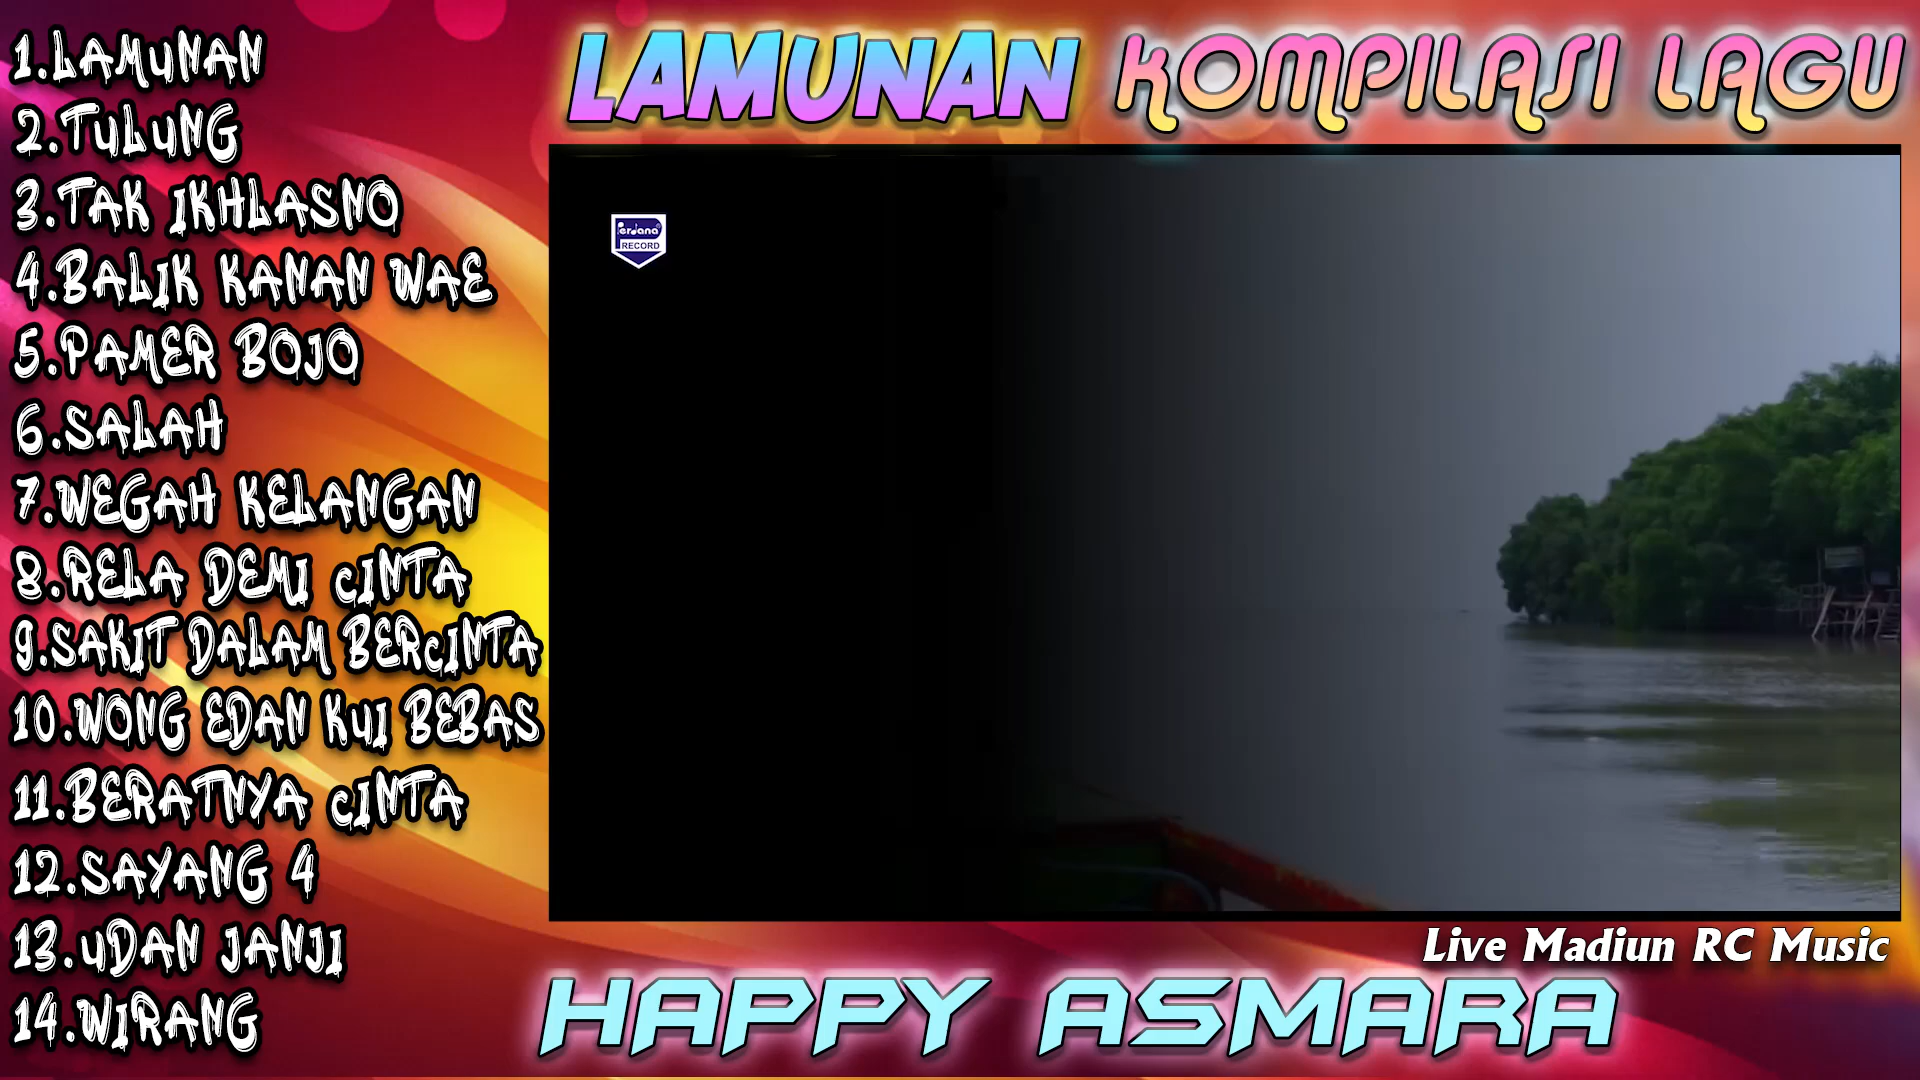 1.LAMUNAN
2.TULUNG
3.TAK IKHLASNO
4.BALIK KANAN WAE
5.PAMER BOJO
6.SALAH
7.WEGAH KELANGAN
8.RELA DEMI CINTA
9.SAKIT DALAM BERCINTA
10.WONG EDAN KUI BEBAS
11.BERATNYA CINTA
12.SAYANG 4
13.UDAN JANJI
14.WIRANG
LAMUNAN KOMPILASI LAGU
Perdana
RECORD
Live Madiun RC Music
HAPPY ASMARA